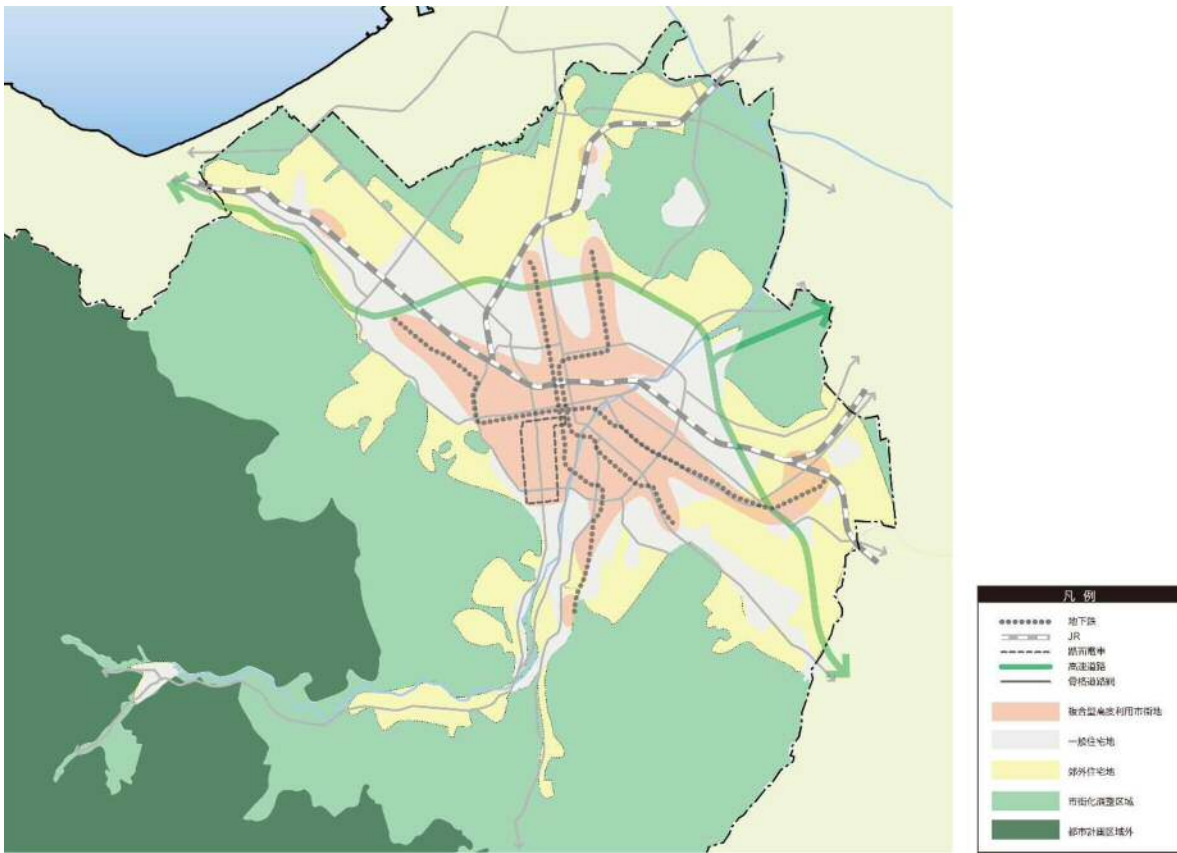 凡例
地下鉄
JR
路面電車
高速道路
骨格道路網
複合型高度利用市街地
一般住宅地
郊外住宅地
市街化調整区域
都市計画区域外